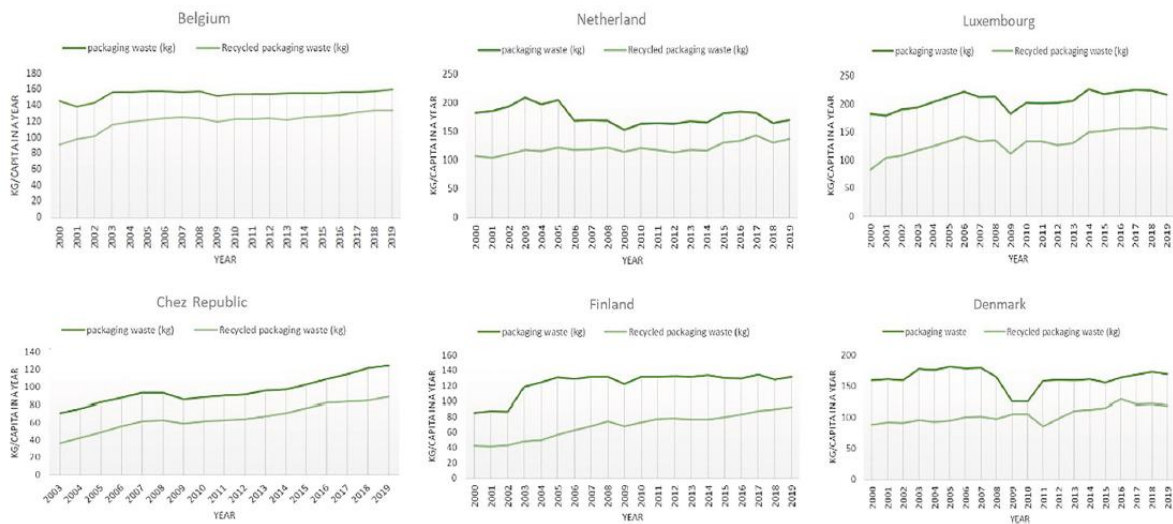 Belgium
packaging waste (kg) Recycled packaging waste (kg)
KG/CAPITA IN A YEAR
180
160
140
120
100
80
60
40
20
0
2000 2001 2002 2003 2004 2005 2006 2007 2008 2009 2010 2011 2012 2013 2014 2015 2016 2017 2018 2019
YEAR
Netherland
packaging waste (kg) Recycled packaging waste (kg)
KG/CAPITA IN A YEAR
250
200
150
100
50
0
2000 2001 2002 2003 2004 2005 2006 2007 2008 2009 2010 2011 2012 2013 2014 2015 2016 2017 2018 2019
YEAR
Luxembourg
packaging waste (kg) Recycled packaging waste (kg)
KG/CAPITA IN A YEAR
250
200
150
100
50
0
2000 2001 2002 2003 2004 2005 2006 2007 2008 2009 2010 2011 2012 2013 2014 2015 2016 2017 2018 2019
YEAR
Chez Republic
packaging waste (kg) Recycled packaging waste (kg)
KG/CAPITA IN A YEAR
140
120
100
80
60
40
20
0
2003 2004 2005 2006 2007 2008 2009 2010 2011 2012 2013 2014 2015 2016 2017 2018 2019
YEAR
Finland
packaging waste (kg) Recycled packaging waste (kg)
KG/CAPITA IN A YEAR
160
140
120
100
80
60
40
20
0
2000 2001 2002 2003 2004 2005 2006 2007 2008 2009 2010 2011 2012 2013 2014 2015 2016 2017 2018 2019
YEAR
Denmark
packaging waste Recycled packaging waste (kg)
KG/CAPITA IN A YEAR
200
150
100
50
0
2000 2001 2002 2003 2004 2005 2006 2007 2008 2009 2010 2011 2012 2013 2014 2015 2016 2017 2018 2019
YEAR